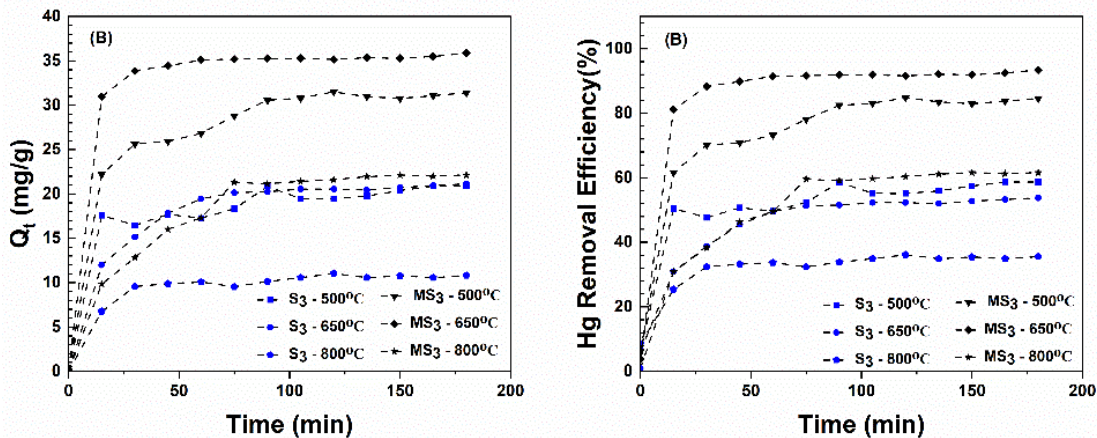 (B)
40
35
30
25
20
15
10
5
0
Qt (mg/g)
S3 - 500°C
S3 - 650°C
S3 - 800°C
MS3 - 500°C
MS3 - 650°C
MS3 - 800°C
0 50 100 150 200
Time (min)
(B)
100
80
60
40
20
0
Hg Removal Efficiency(%)
S3 - 500°C
S3 - 650°C
S3 - 800°C
MS3 - 500°C
MS3 - 650°C
MS3 - 800°C
0 50 100 150 200
Time (min)